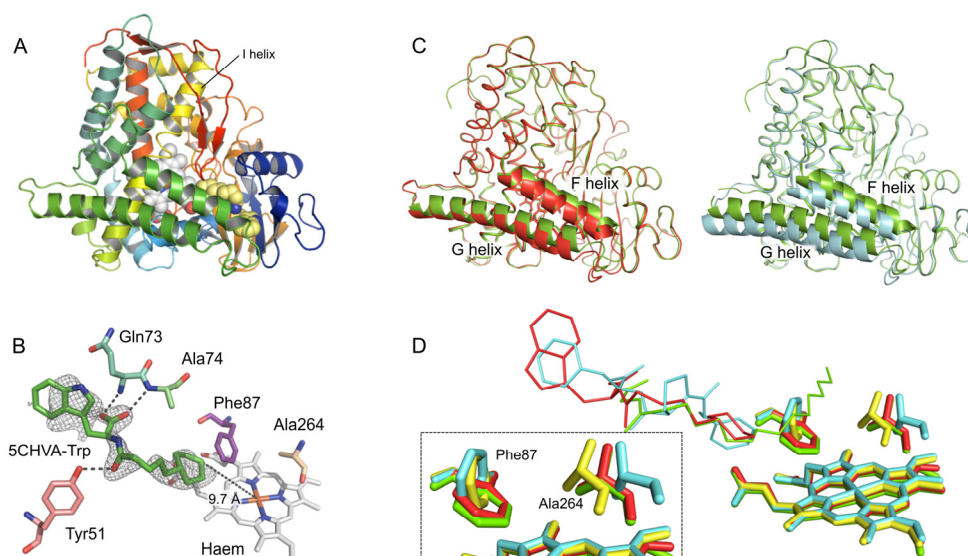 A
I helix
C
F helix
G helix
F helix
G helix
B
Gln73
Ala74
Phe87
Ala264
5CHVA-Trp
9.7 Å
Tyr51
Haem
D
Phe87
Ala264